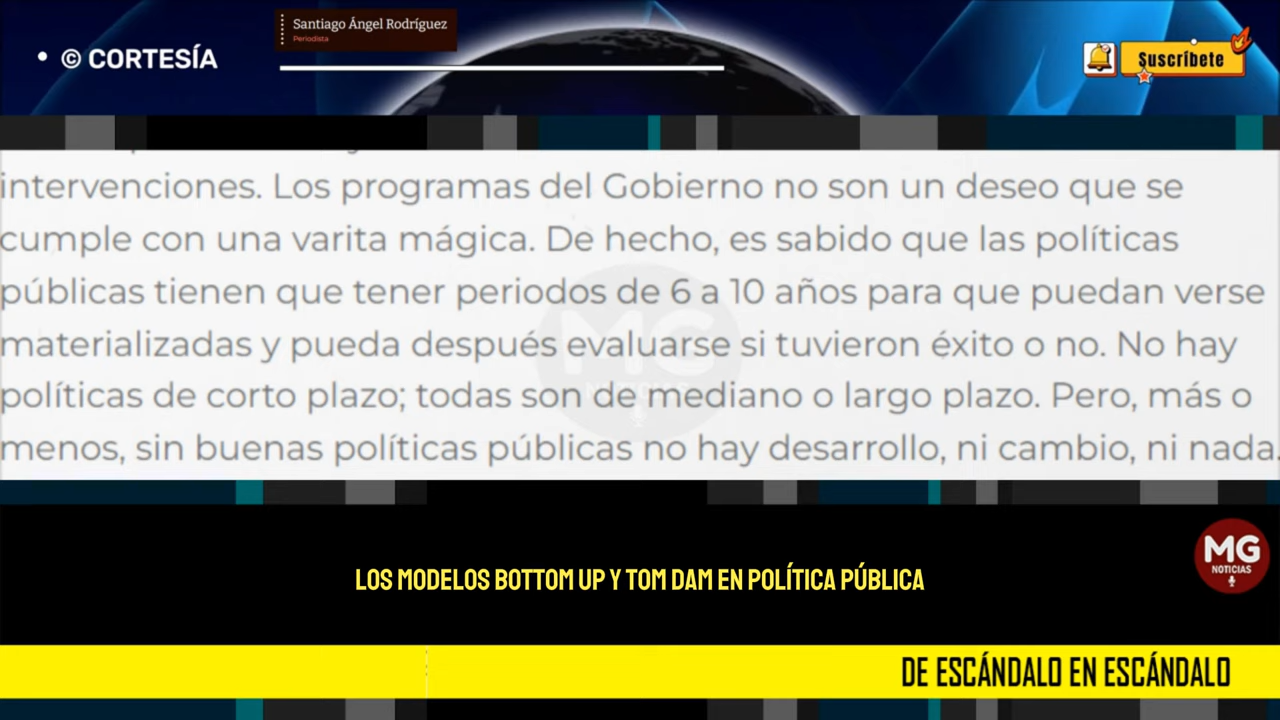 Santiago Ángel Rodríguez
Periodista
• © CORTESÍA
Suscríbete
intervenciones. Los programas del Gobierno no son un deseo que se
cumple con una varita mágica. De hecho, es sabido que las políticas
públicas tienen que tener periodos de 6 a 10 años para que puedan verse
materializadas y pueda después evaluarse si tuvieron éxito o no. No hay
políticas de corto plazo; todas son de mediano o largo plazo. Pero, más o
menos, sin buenas políticas públicas no hay desarrollo, ni cambio, ni nada.
MG
NOTICIAS
LOS MODELOS BOTTOM UP Y TOM DAM EN POLÍTICA PÚBLICA
MG
NOTICIAS
DE ESCÁNDALO EN ESCÁNDALO